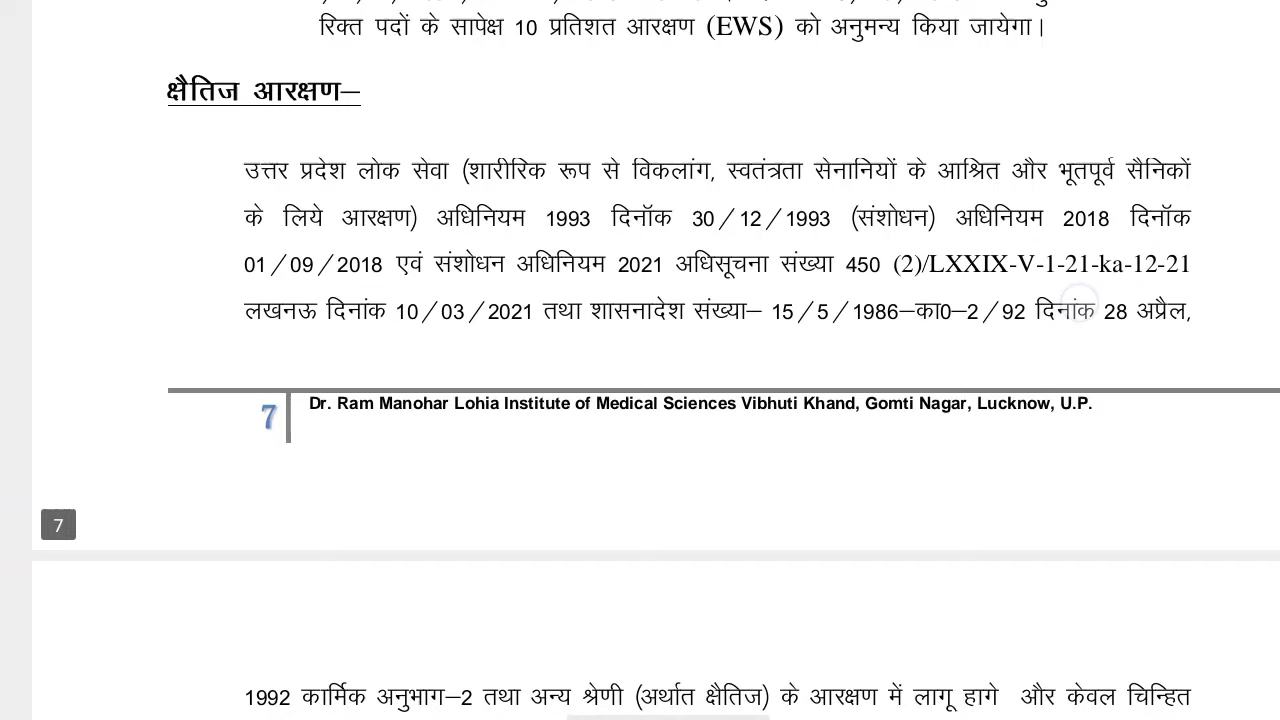 रिक्त पदों के सापेक्ष 10 प्रतिशत आरक्षण (EWS) को अनुमन्य किया जायेगा।
क्षैतिज आरक्षण–
उत्तर प्रदेश लोक सेवा (शारीरिक रूप से विकलांग, स्वतंत्रता सेनानियों के आश्रित और भूतपूर्व सैनिकों
के लिये आरक्षण) अधिनियम 1993 दिनॉक 30/12/1993 (संशोधन) अधिनियम 2018 दिनॉक
01/09/2018 एवं संशोधन अधिनियम 2021 अधिसूचना संख्या 450 (2)/LXXIX-V-1-21-ka-12-21
लखनऊ दिनांक 10/03/2021 तथा शासनादेश संख्या– 15/5/1986–का0–2/92 दिनांक 28 अप्रैल,
7 Dr. Ram Manohar Lohia Institute of Medical Sciences Vibhuti Khand, Gomti Nagar, Lucknow, U.P.
7
1992 कार्मिक अनुभाग–2 तथा अन्य श्रेणी (अर्थात क्षैतिज) के आरक्षण में लागू हागे और केवल चिन्हित